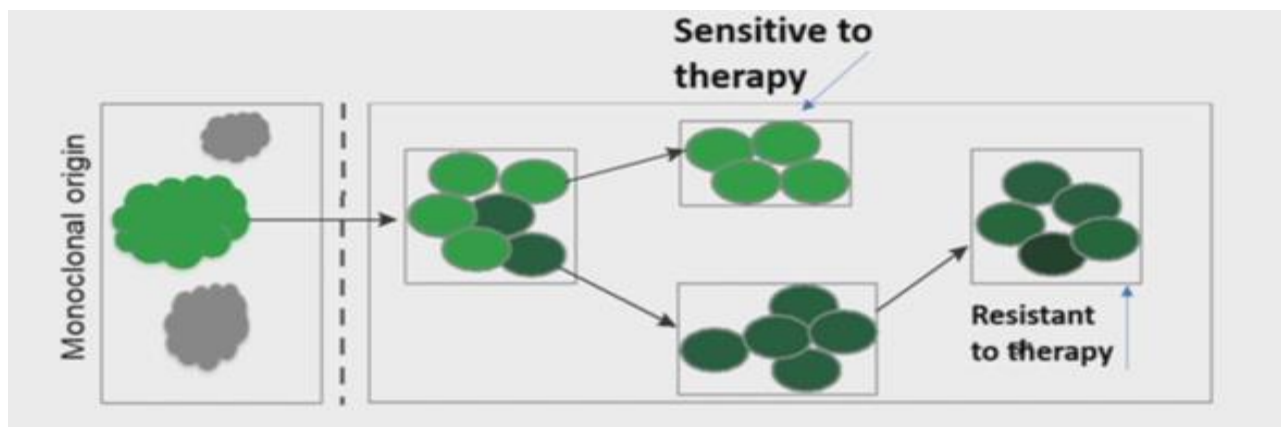 Sensitive to
therapy
Monoclonal origin
Resistant
to therapy